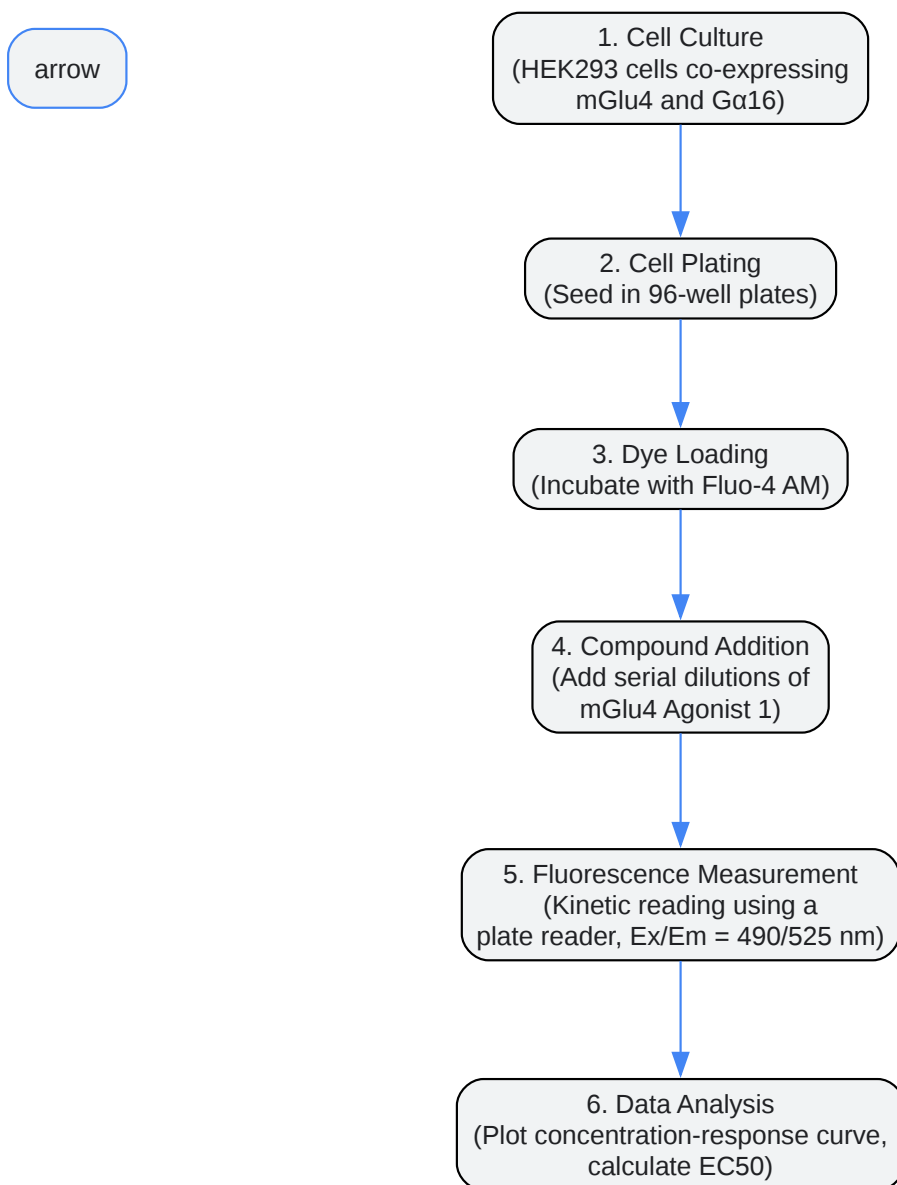 arrow
1. Cell Culture
(HEK293 cells co-expressing
mGlu4 and Gα16)
2. Cell Plating
(Seed in 96-well plates)
3. Dye Loading
(Incubate with Fluo-4 AM)
4. Compound Addition
(Add serial dilutions of
mGlu4 Agonist 1)
5. Fluorescence Measurement
(Kinetic reading using a
plate reader, Ex/Em = 490/525 nm)
6. Data Analysis
(Plot concentration-response curve,
calculate EC50)